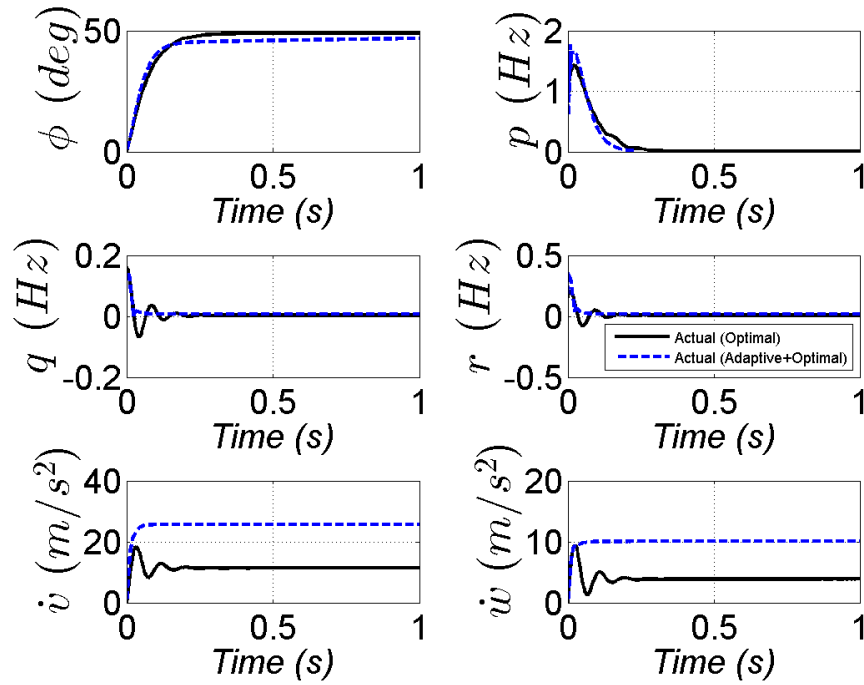 50
0
0
0.5
1
Time (s)
ϕ (deg)
2
1
0
0
0.5
1
Time (s)
p (Hz)
0.2
0
-0.2
0
0.5
1
Time (s)
q (Hz)
0.5
0
-0.5
0
0.5
1
Time (s)
r (Hz)
Actual (Optimal)
Actual (Adaptive+Optimal)
40
20
0
0
0.5
1
Time (s)
v̇ (m/s²)
20
10
0
0
0.5
1
Time (s)
ẇ (m/s²)